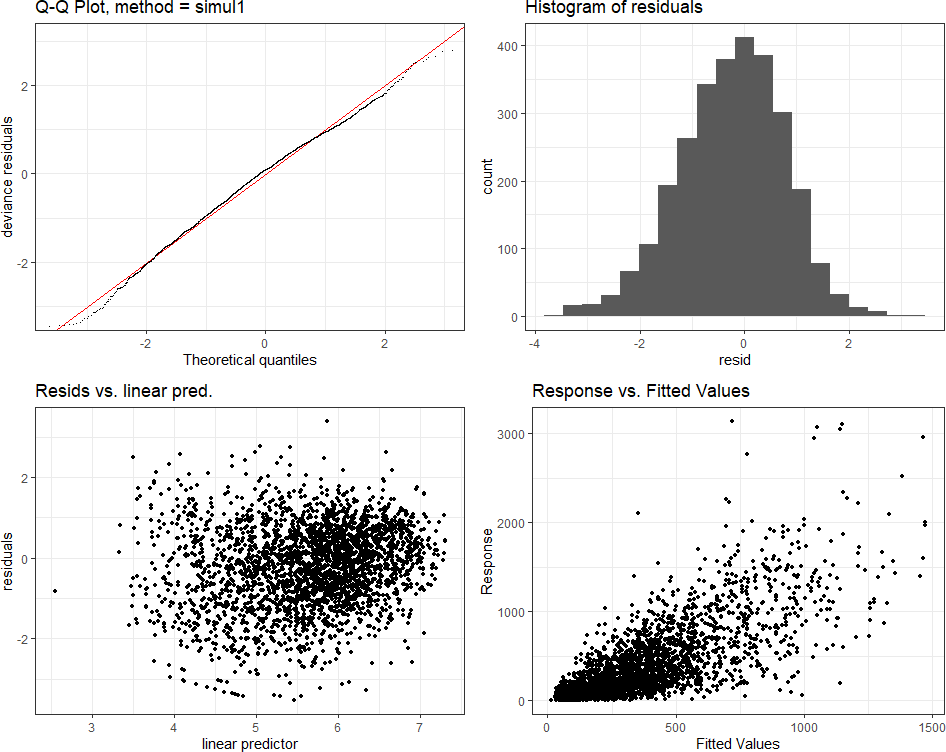 Q-Q Plot, method = simul1
deviance residuals
2
0
-2
-2
0
2
Theoretical quantiles
Histogram of residuals
count
400
300
200
100
0
-4
-2
0
2
resid
Resids vs. linear pred.
residuals
2
0
-2
3
4
5
6
7
linear predictor
Response vs. Fitted Values
Response
3000
2000
1000
0
0
500
1000
1500
Fitted Values